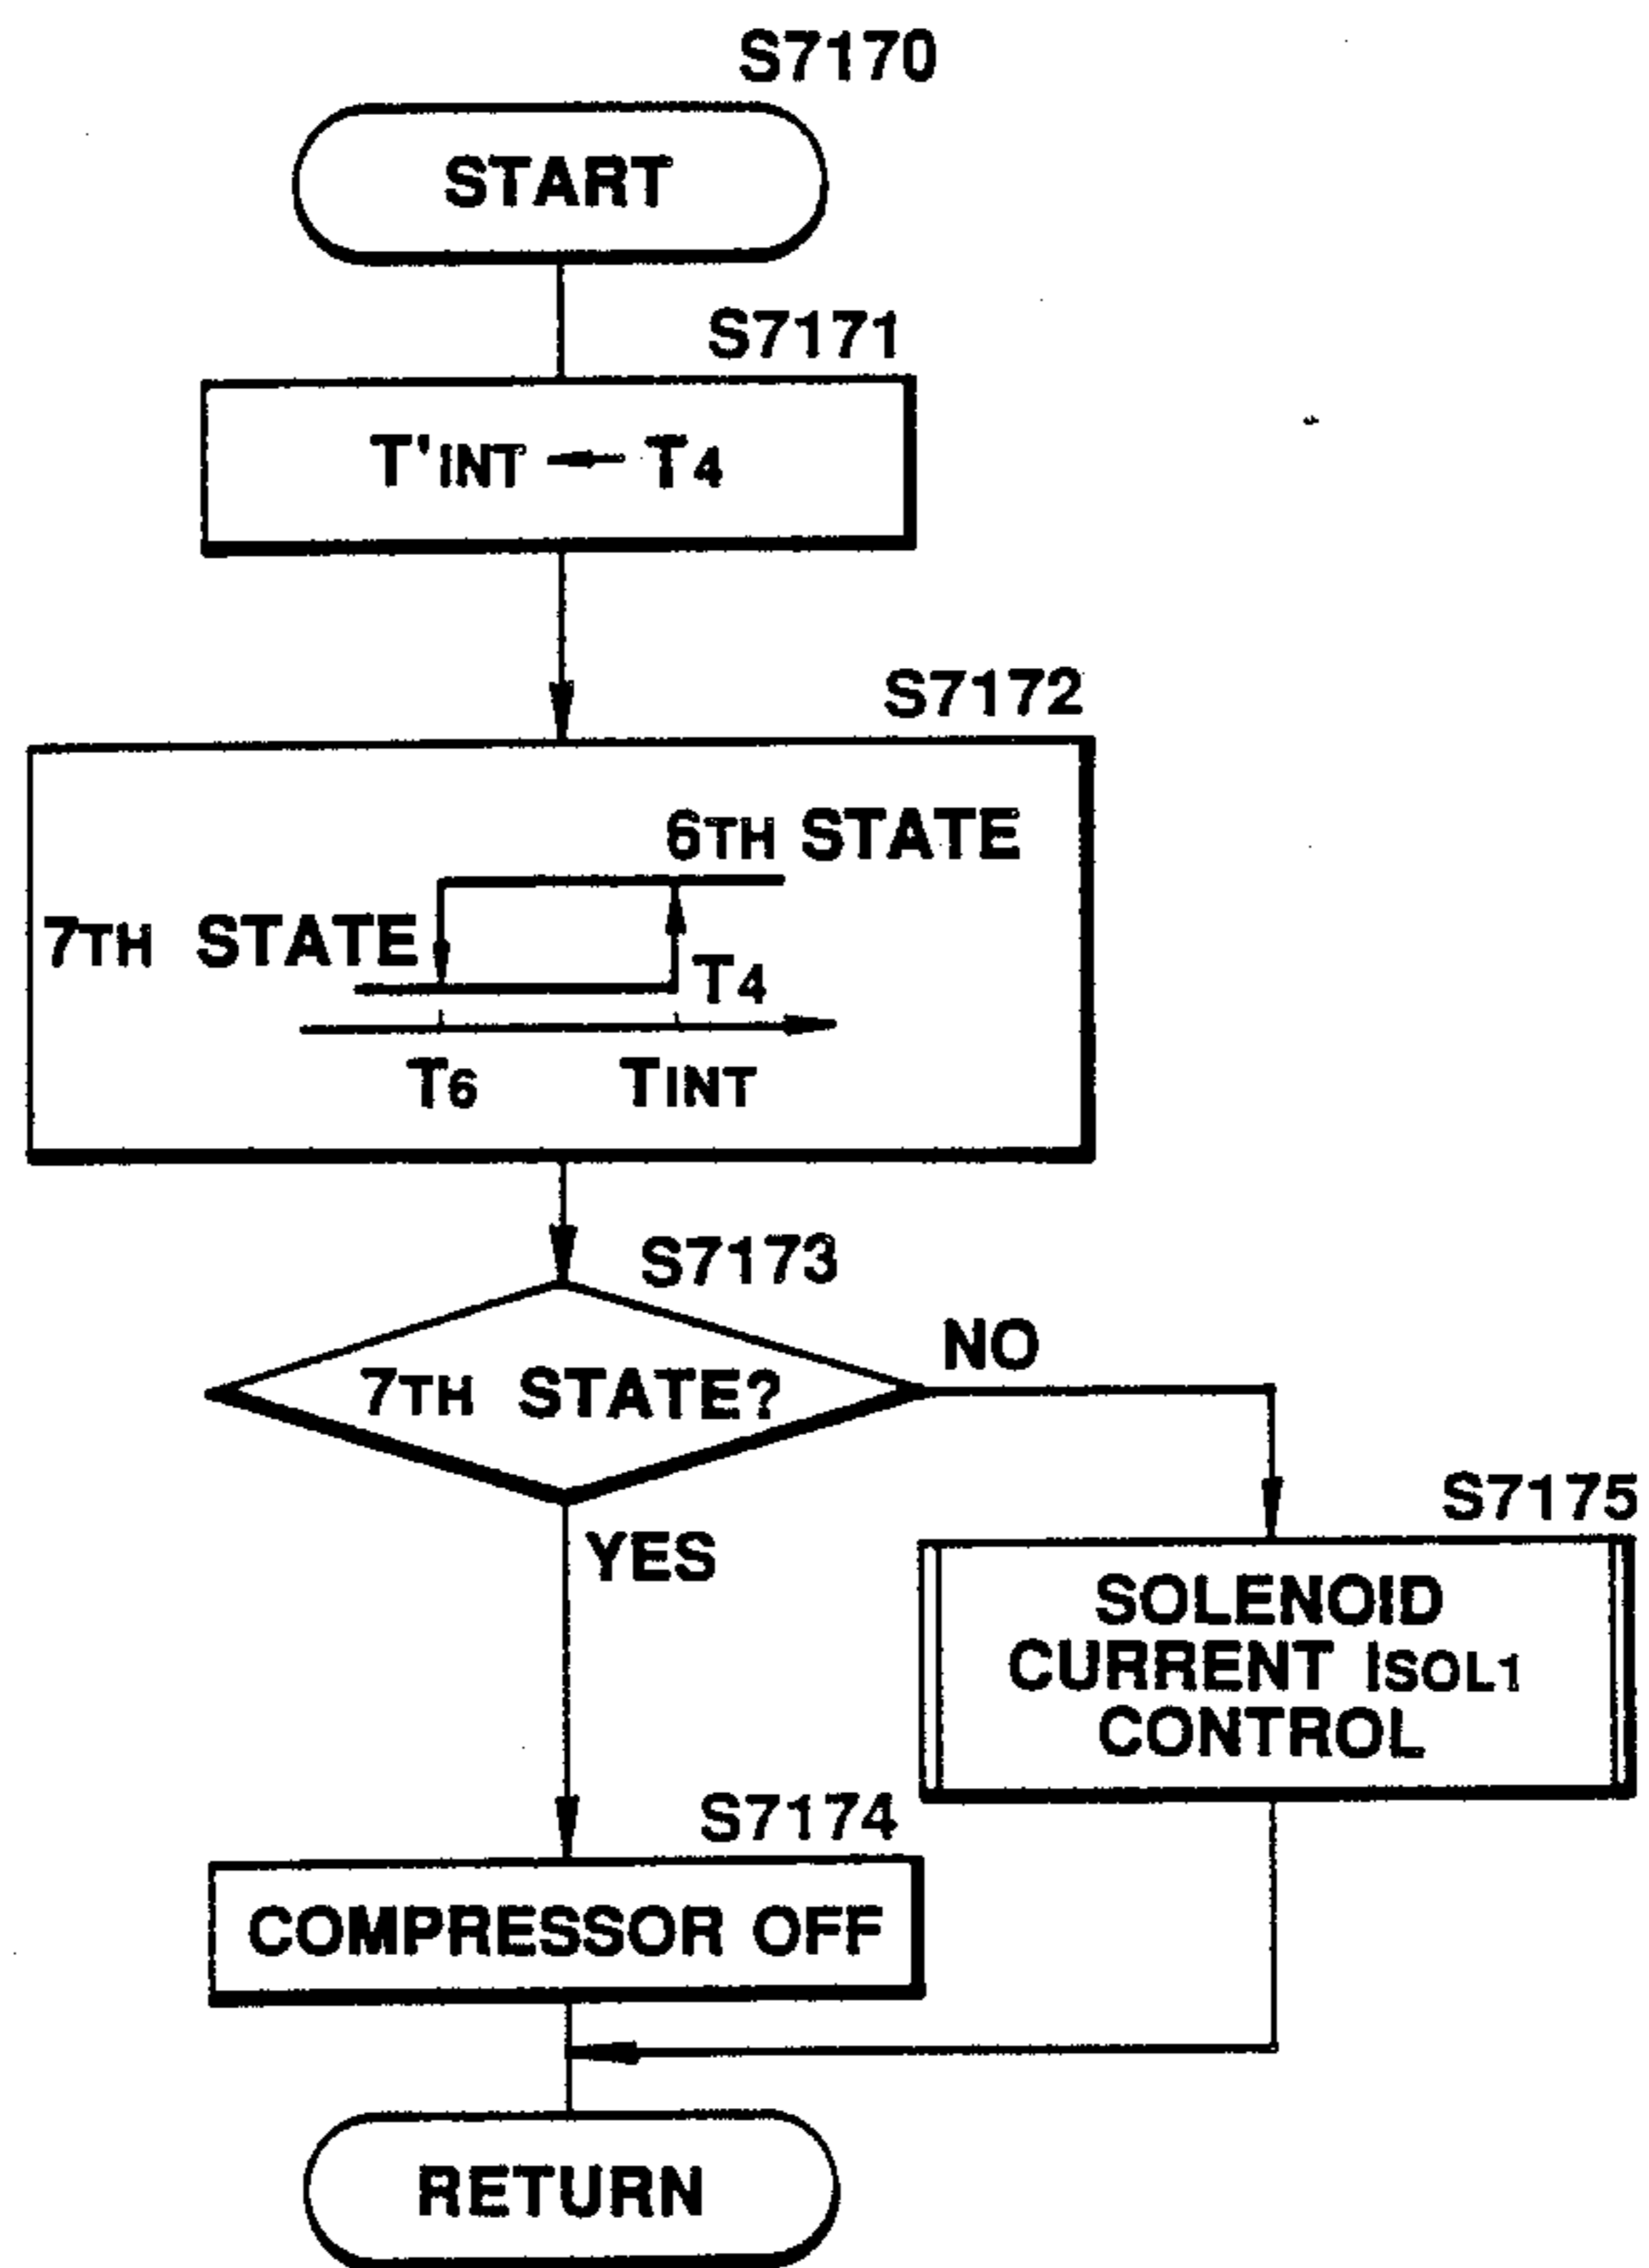 S7170
START
S7171
T'INT ← T4
S7172
6TH STATE
7TH STATE
T4
T6 TINT
S7173
7TH STATE?
NO
YES
S7175
SOLENOID
CURRENT ISOL1
CONTROL
S7174
COMPRESSOR OFF
RETURN